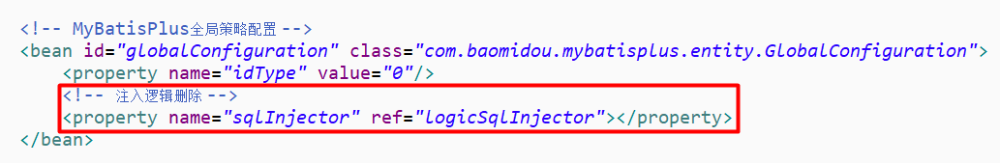 <!-- MyBatisPlus全局策略配置 -->
<bean id="globalConfiguration" class="com.baomidou.mybatisplus.entity.GlobalConfiguration">
<property name="idType" value="0"/>
<!-- 注入逻辑删除 -->
<property name="sqlInjector" ref="logicSqlInjector"></property>
</bean>